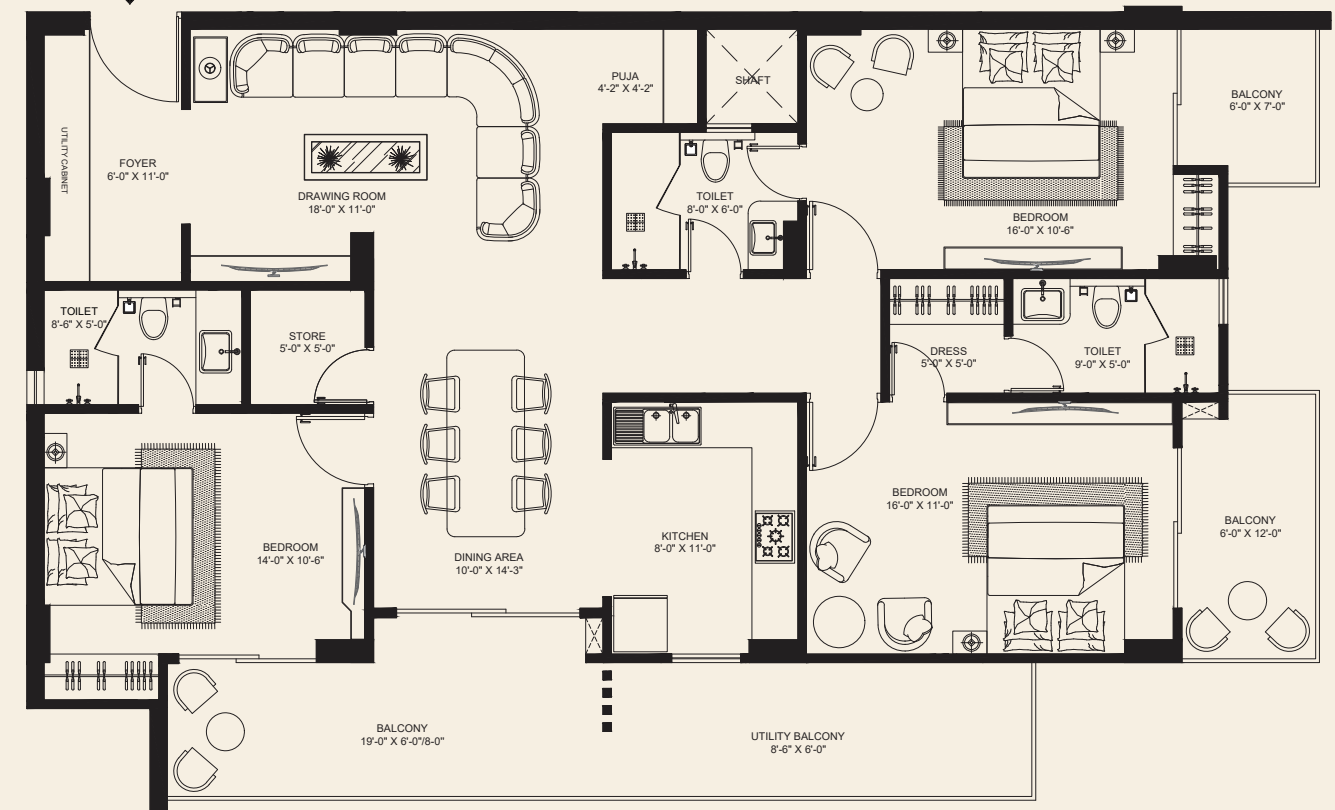 PUJA
4'-2" X 4'-2"
SHAFT
BALCONY
6'-0" X 7'-0"
UTILITY CABINET
FOYER
6'-0" X 11'-0"
DRAWING ROOM
18'-0" X 11'-0"
TOILET
8'-0" X 6'-0"
BEDROOM
16'-0" X 10'-6"
TOILET
8'-6" X 5'-0"
STORE
5'-0" X 5'-0"
DRESS
5'-0" X 5'-0"
TOILET
9'-0" X 5'-0"
BEDROOM
16'-0" X 11'-0"
BALCONY
6'-0" X 12'-0"
BEDROOM
14'-0" X 10'-6"
DINING AREA
10'-0" X 14'-3"
KITCHEN
8'-0" X 11'-0"
BALCONY
19'-0" X 6'-0"/8-0"
UTILITY BALCONY
8'-6" X 6'-0"